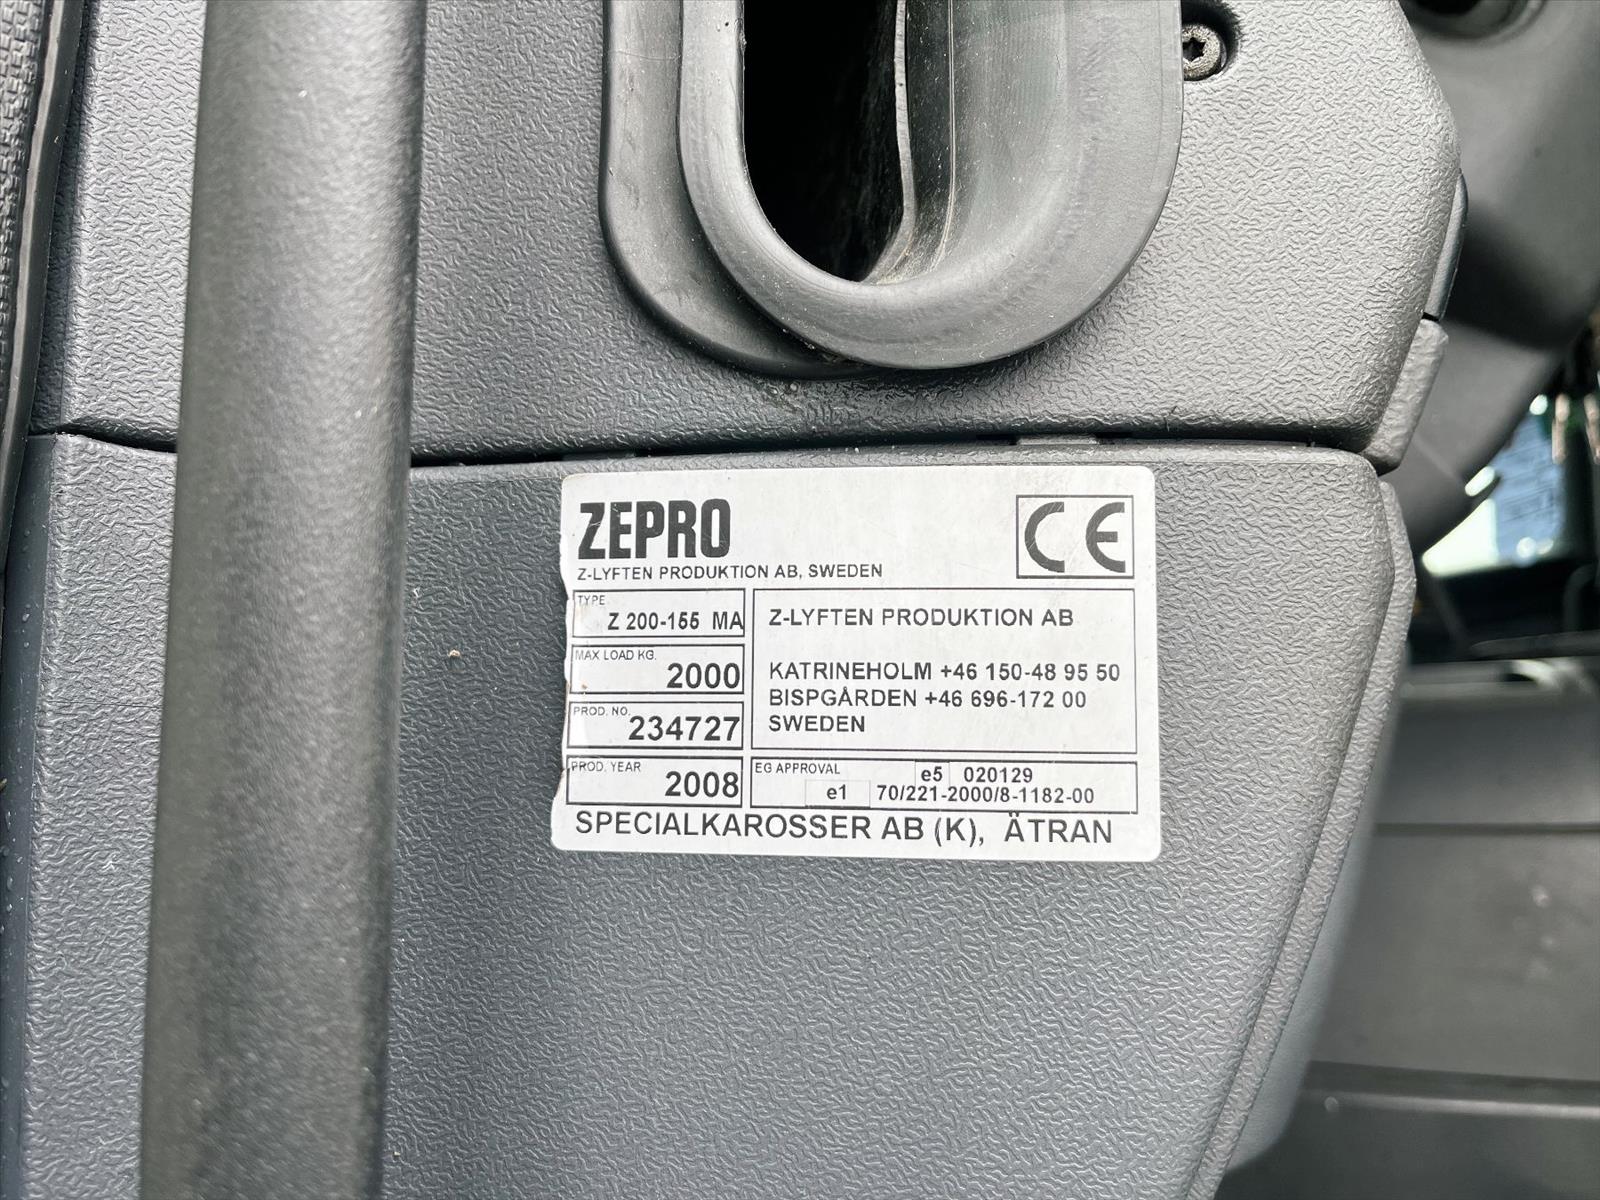 ZEPRO
CE
Z-LYFTEN PRODUKTION AB, SWEDEN
TYPE
Z 200-155 MA
MAX LOAD KG.
2000
PROD. NO.
234727
PROD. YEAR
2008
Z-LYFTEN PRODUKTION AB
KATRINEHOLM +46 150-48 95 50
BISPGÅRDEN +46 696-172 00
SWEDEN
EG APPROVAL
e5 020129
e1 70/221-2000/8-1182-00
SPECIALKAROSSER AB (K), ÄTRAN